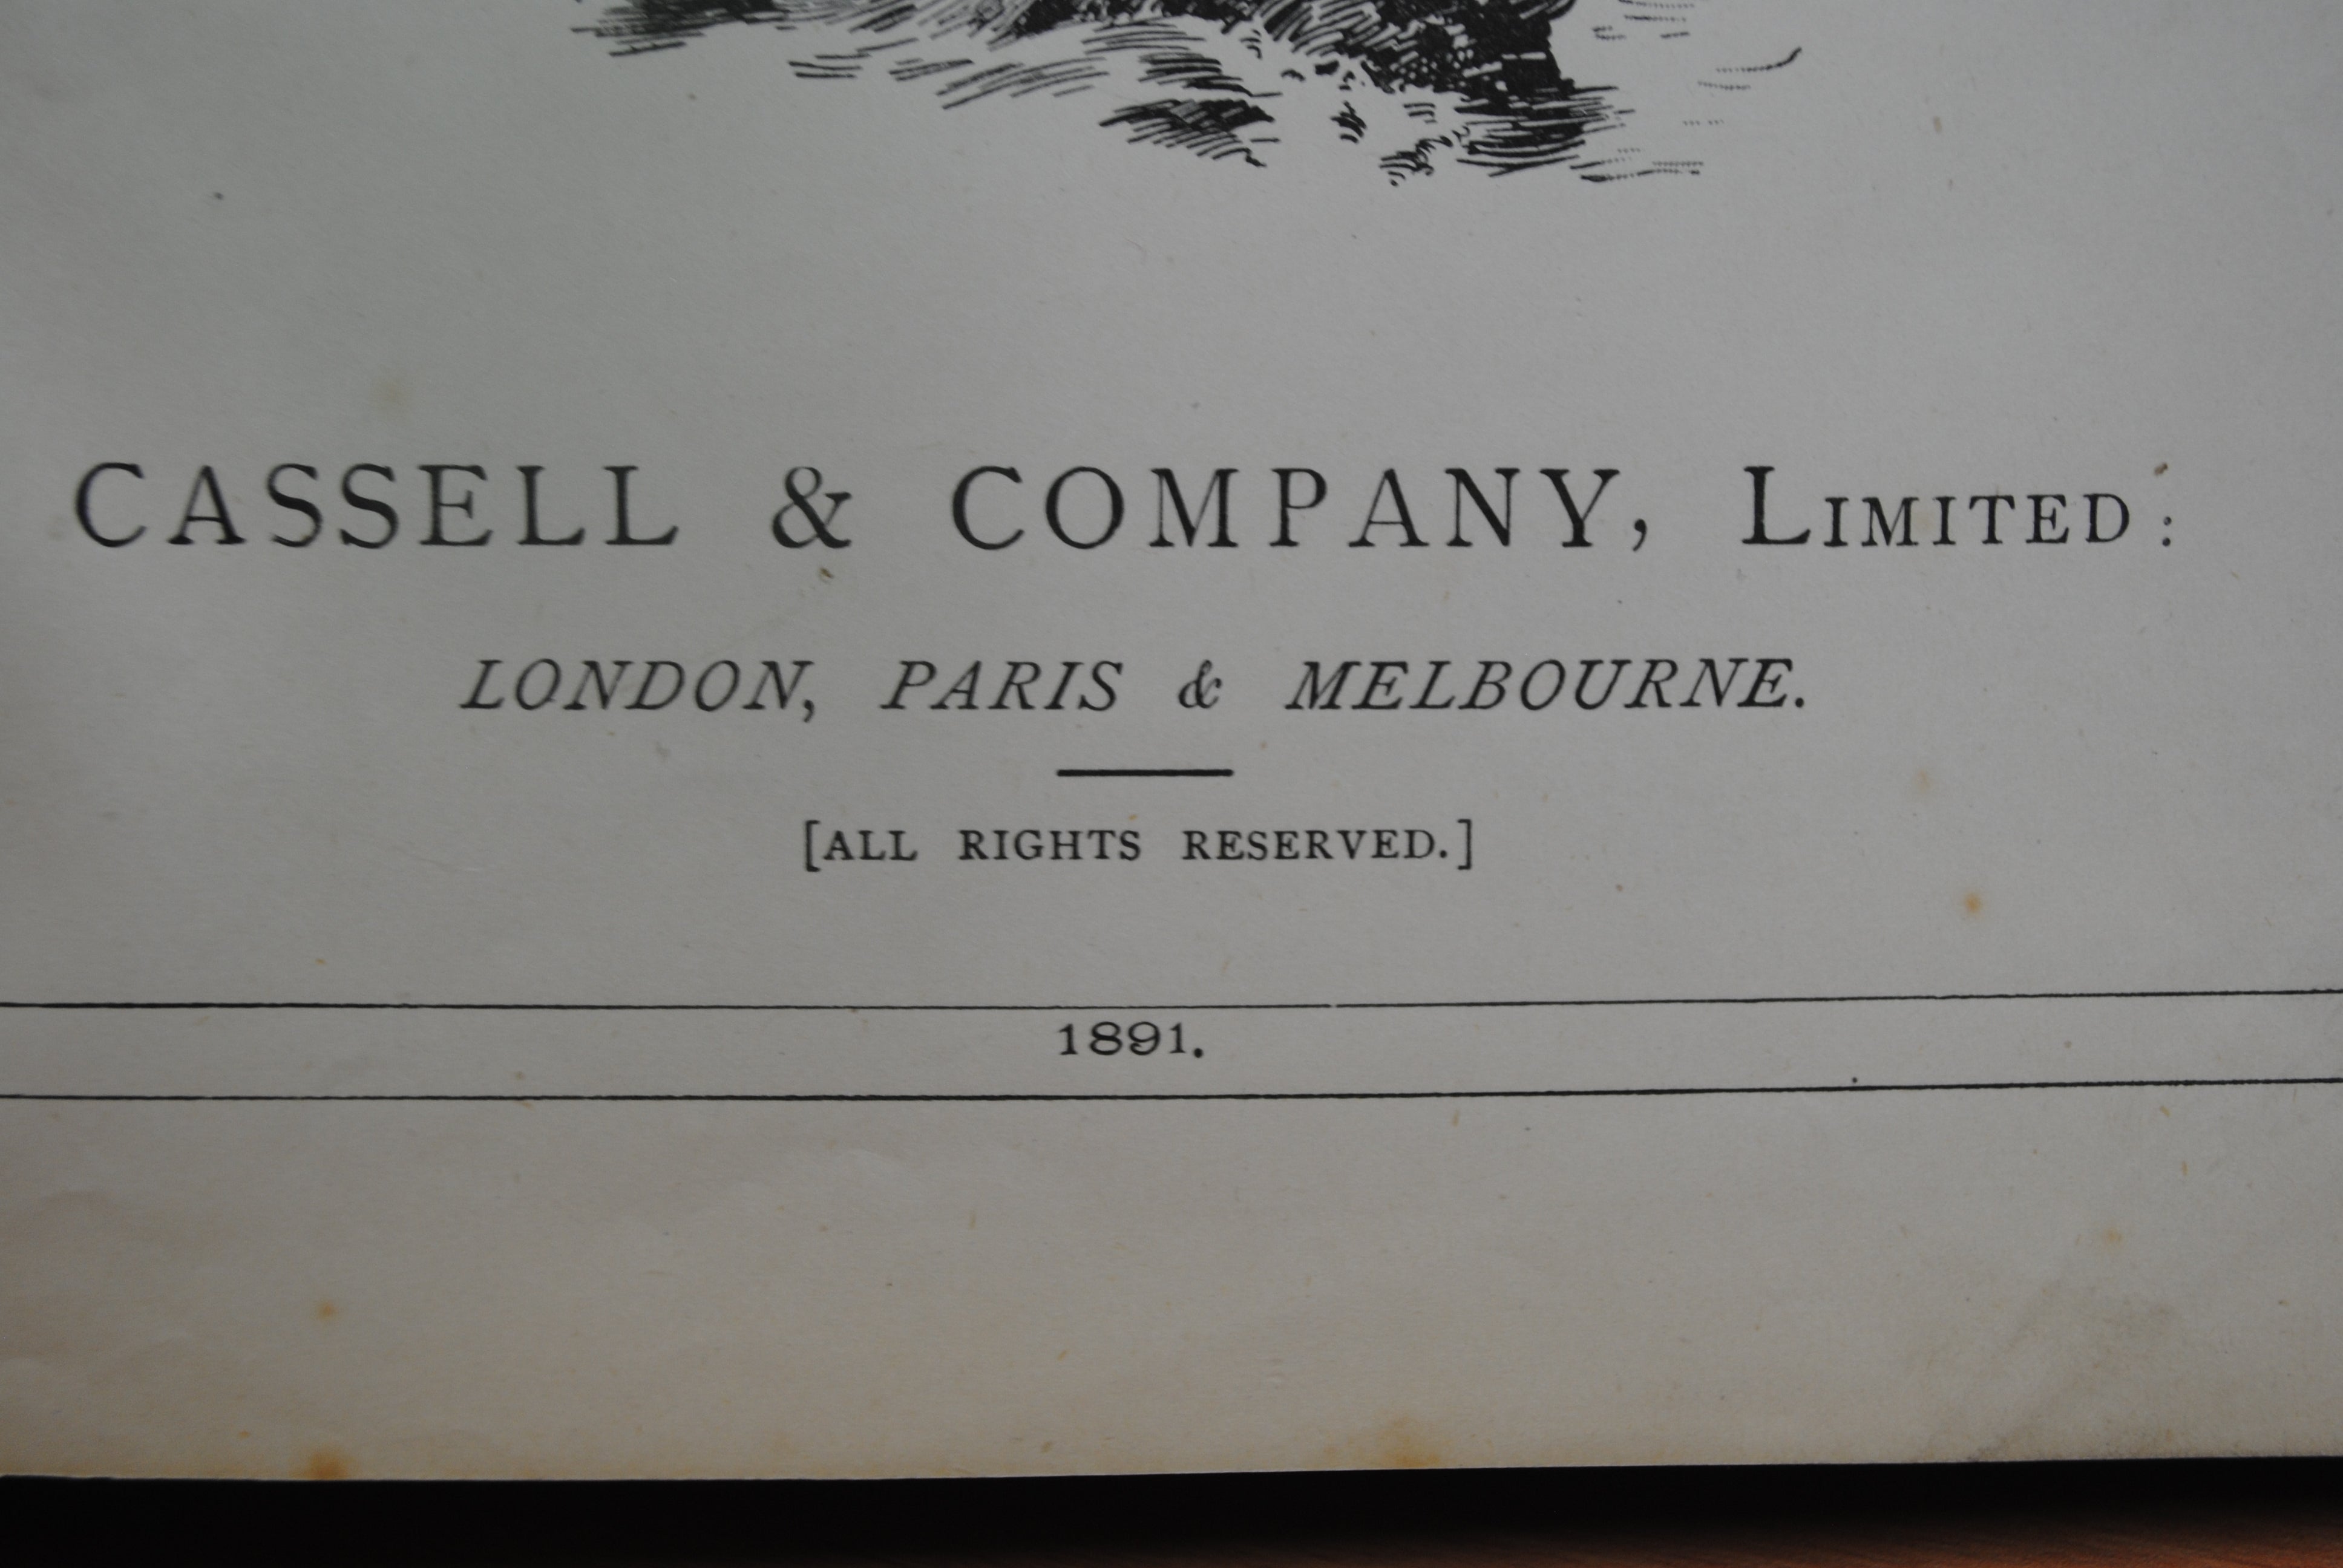 CASSELL & COMPANY, LIMITED:
LONDON, PARIS & MELBOURNE.
[ALL RIGHTS RESERVED.]
1891.